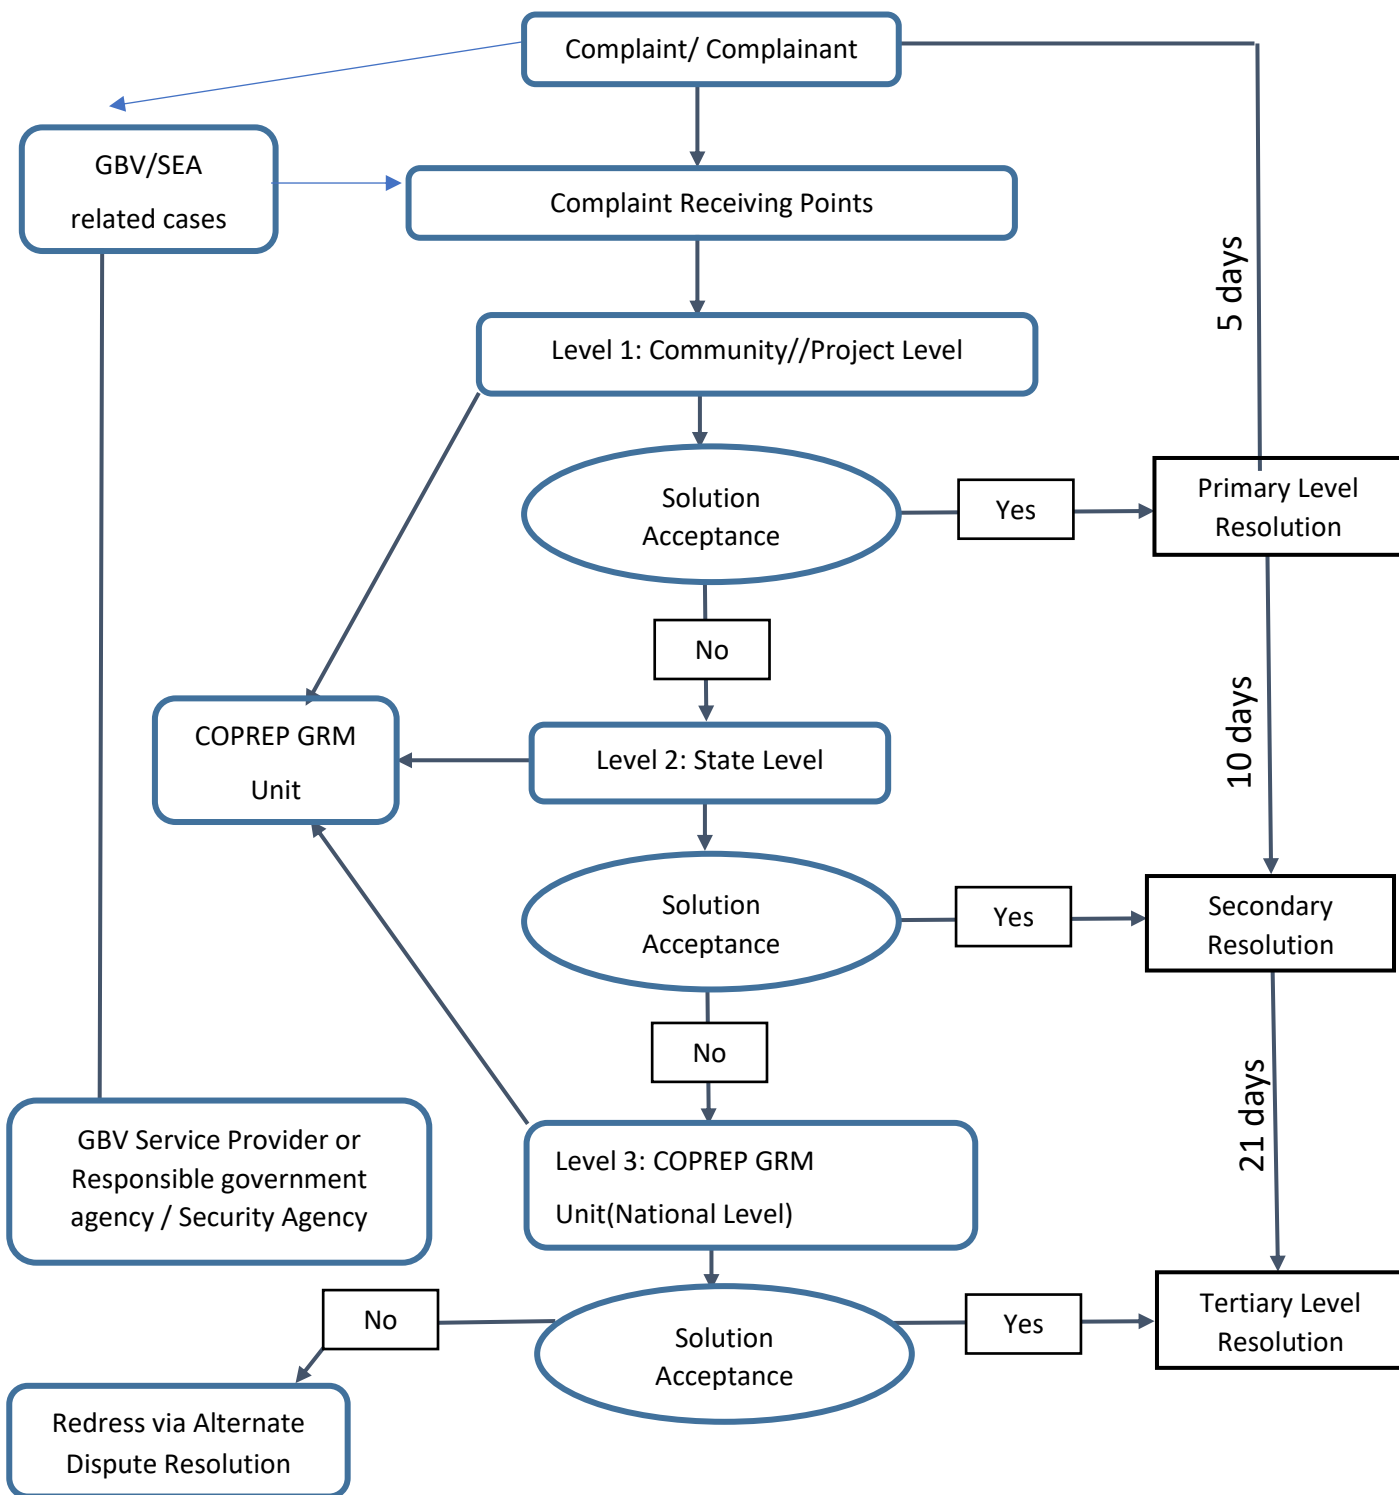 Complaint/ Complainant
GBV/SEA
related cases
Complaint Receiving Points
5 days
Level 1: Community//Project Level
Solution
Acceptance
Yes
Primary Level
Resolution
No
10 days
COPREP GRM
Unit
Level 2: State Level
Solution
Acceptance
Yes
Secondary
Resolution
No
21 days
GBV Service Provider or
Responsible government
agency / Security Agency
Level 3: COPREP GRM
Unit(National Level)
No
Solution
Acceptance
Yes
Tertiary Level
Resolution
Redress via Alternate
Dispute Resolution